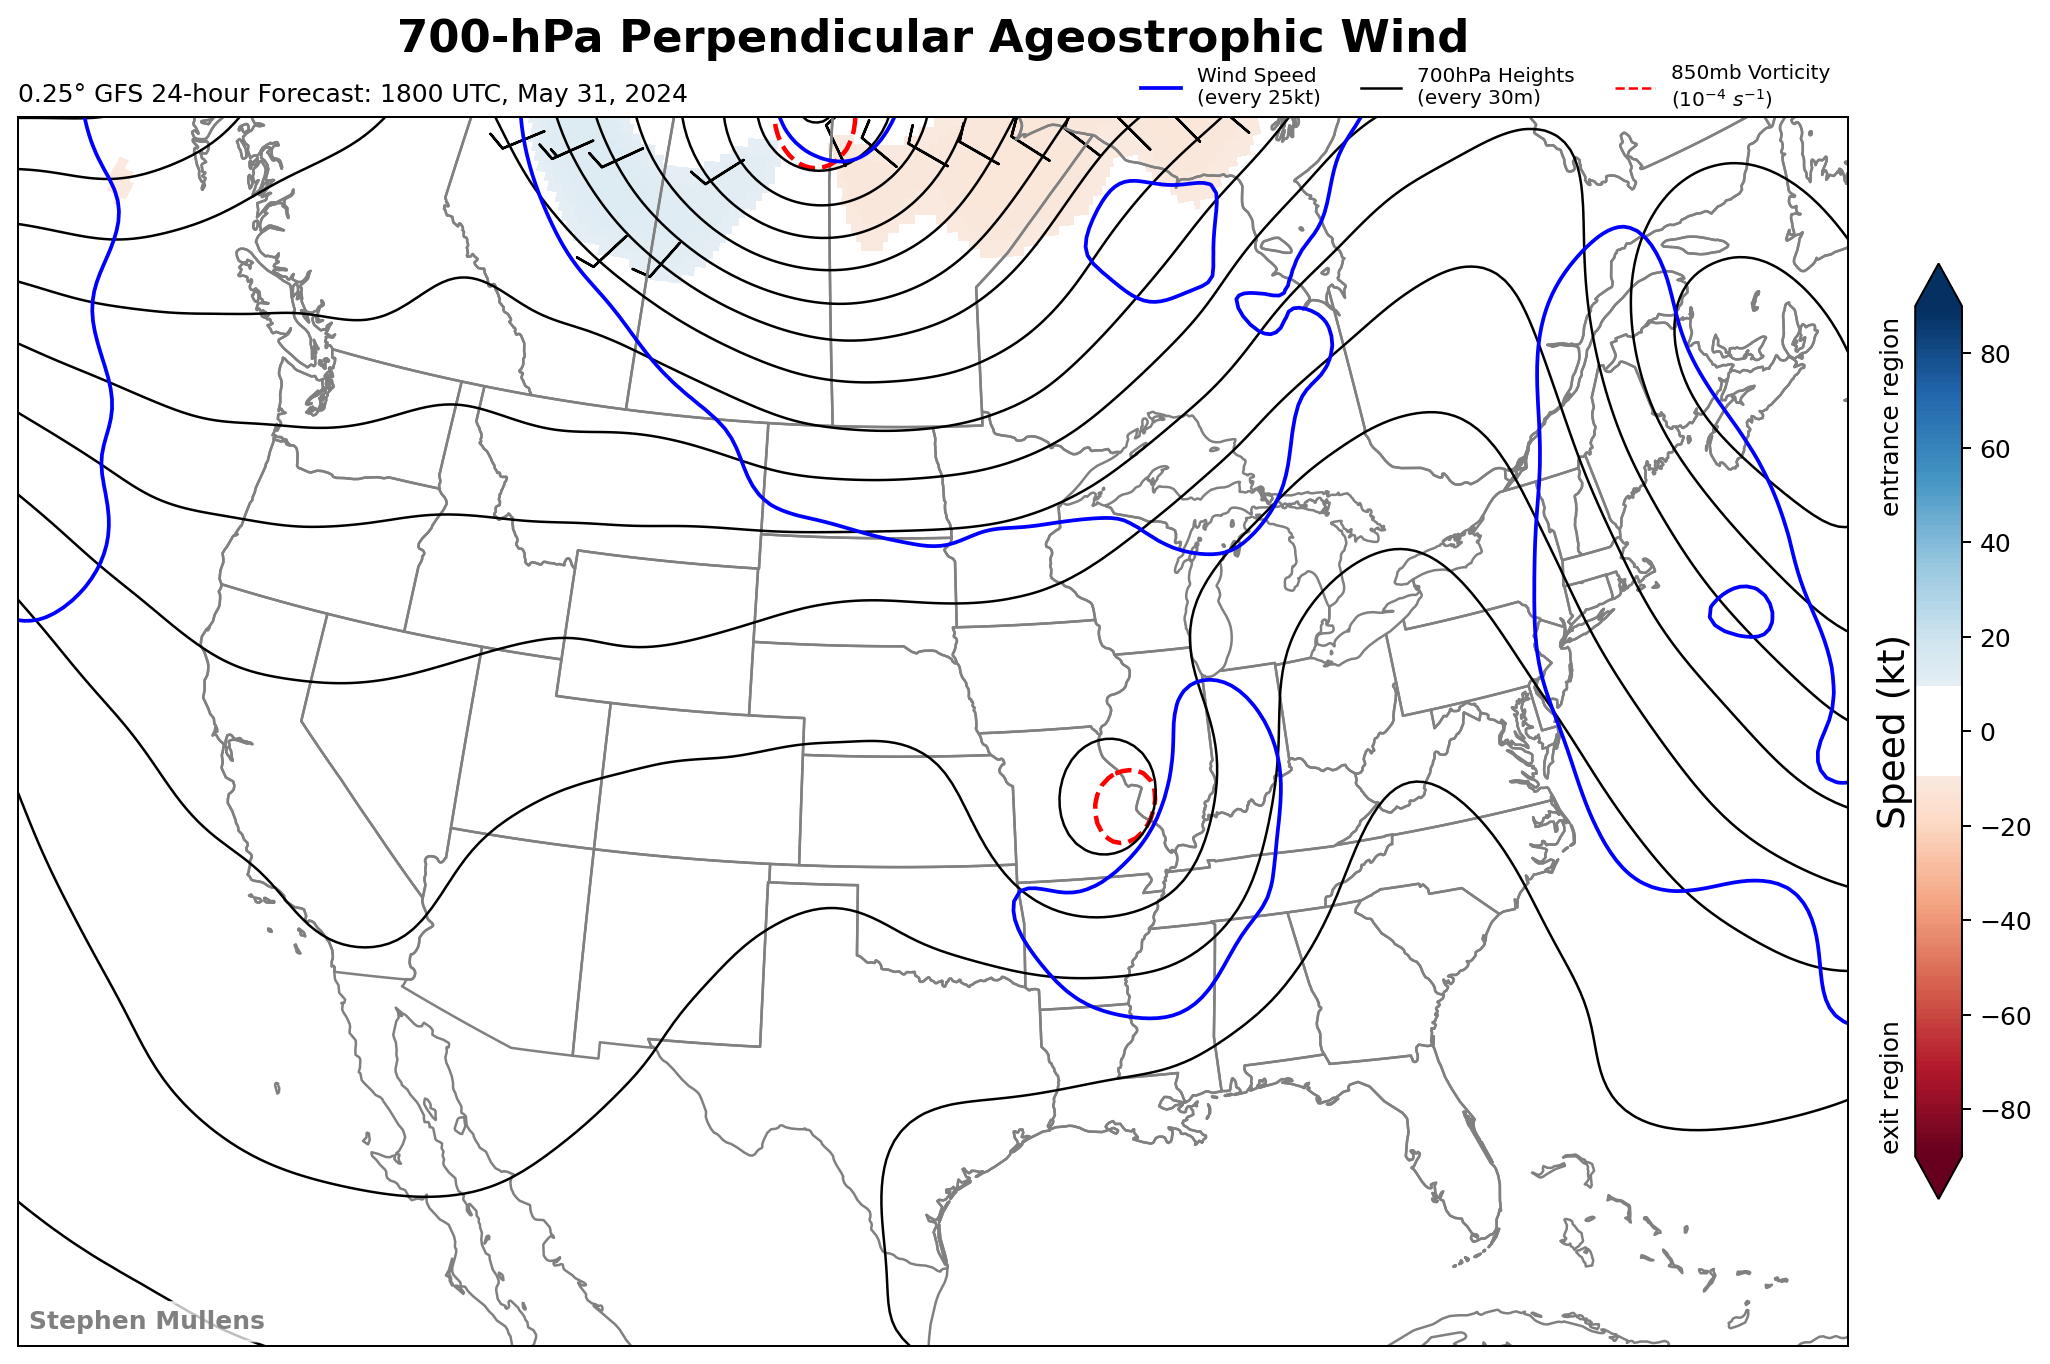 700-hPa Perpendicular Ageostrophic Wind
0.25° GFS 24-hour Forecast: 1800 UTC, May 31, 2024
Wind Speed
(every 25kt)
700hPa Heights
(every 30m)
850mb Vorticity
(10⁻⁴ s⁻¹)
entrance region
Speed (kt)
exit region
80
60
40
20
0
−20
−40
−60
−80
Stephen Mullens